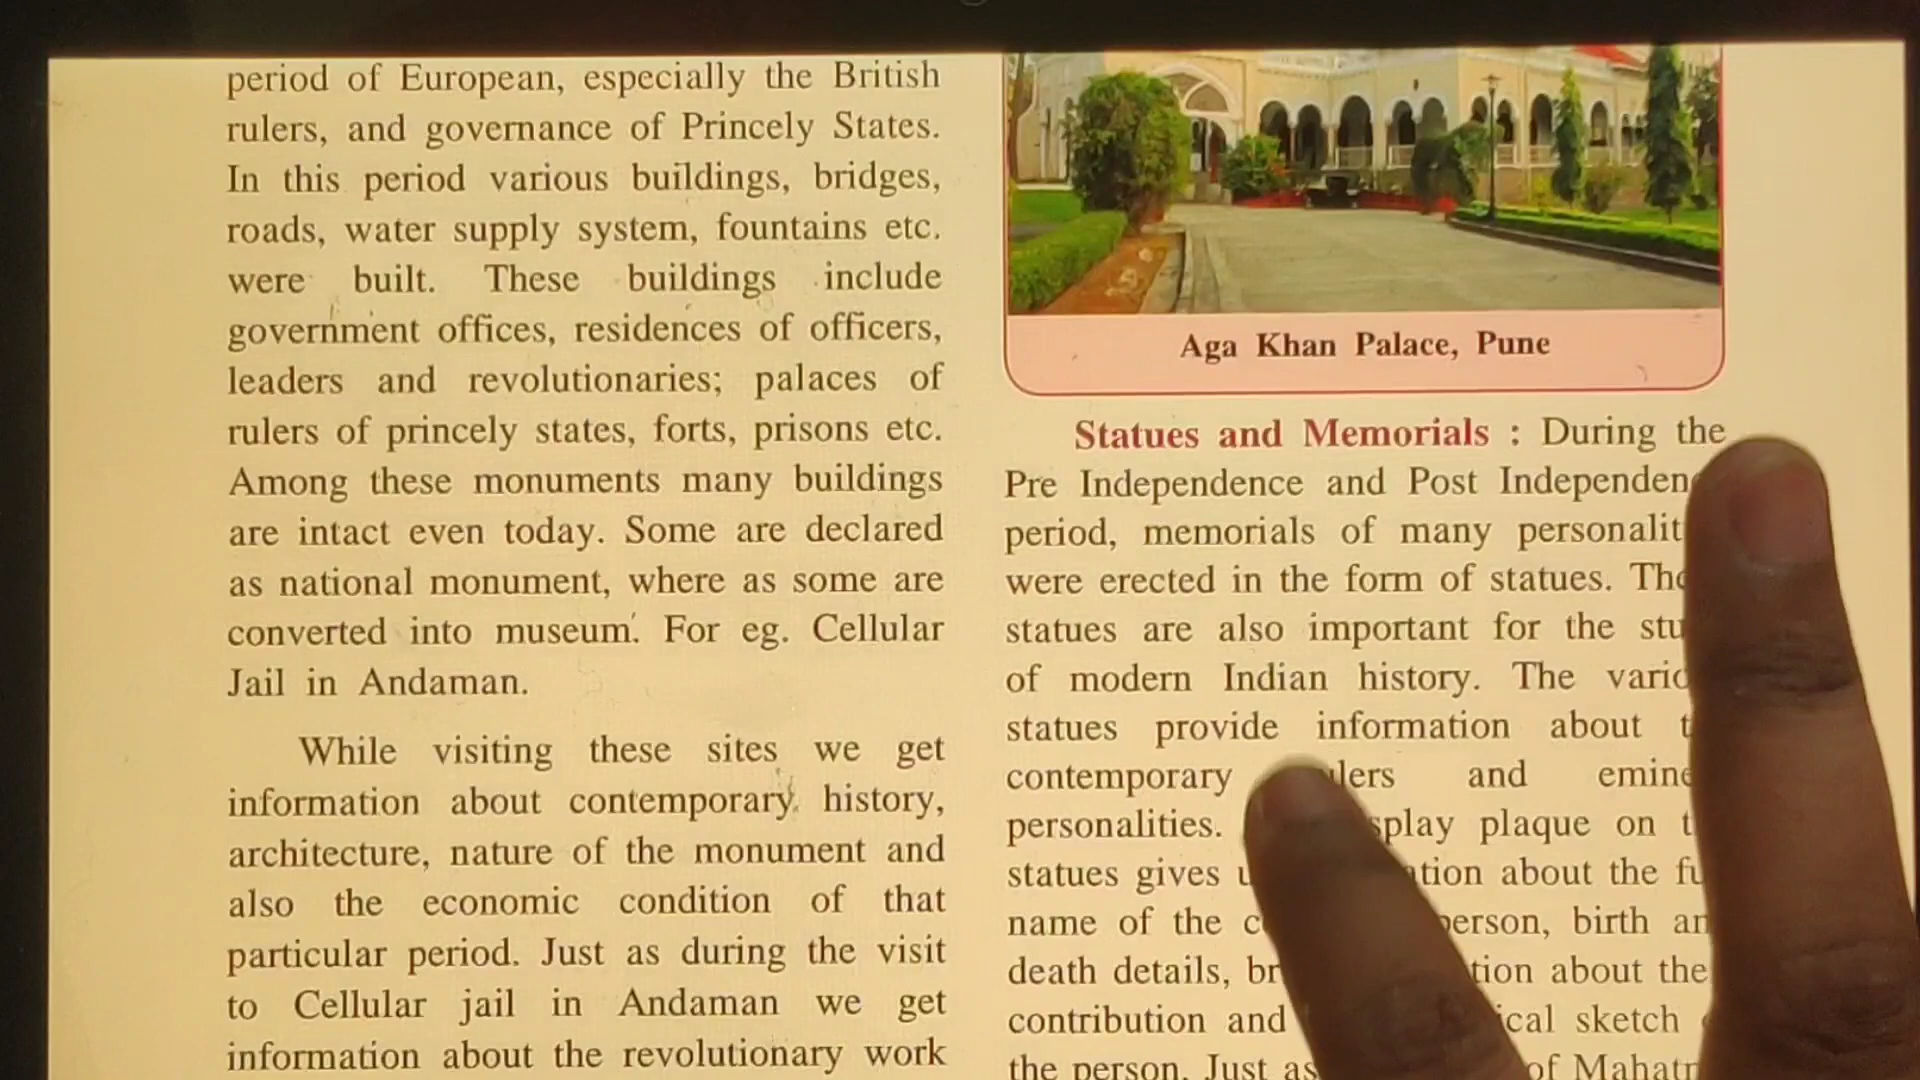 period of European, especially the British
rulers, and governance of Princely States.
In this period various buildings, bridges,
roads, water supply system, fountains etc.
were built. These buildings include
government offices, residences of officers,
leaders and revolutionaries; palaces of
rulers of princely states, forts, prisons etc.
Among these monuments many buildings
are intact even today. Some are declared
as national monument, where as some are
converted into museum. For eg. Cellular
Jail in Andaman.
While visiting these sites we get
information about contemporary history,
architecture, nature of the monument and
also the economic condition of that
particular period. Just as during the visit
to Cellular jail in Andaman we get
information about the revolutionary work
Aga Khan Palace, Pune
Statues and Memorials : During the
Pre Independence and Post
period, memorials of many
were erected in the form of statues.
statues are also important for the
of modern Indian history. The
statues provide information about
contemporary and
personalities. plaque on
statues gives about the
name of the person, birth
death details, about the
contribution and sketch
the person. Just as of